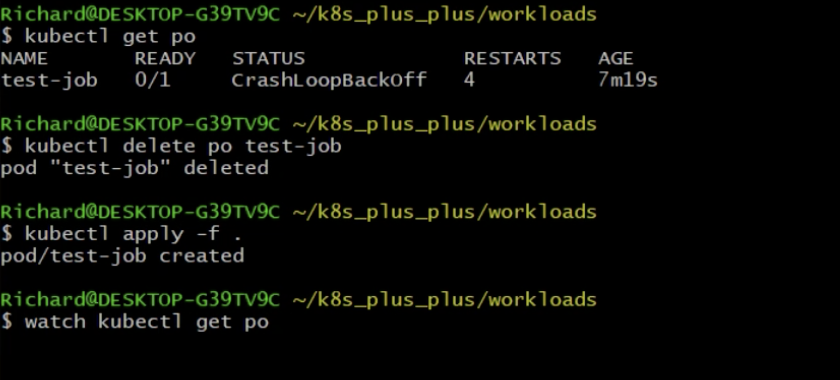 Richard@DESKTOP-G39TV9C ~/k8s_plus_plus/workloads
$ kubectl get po
NAME READY STATUS RESTARTS AGE
test-job 0/1 CrashLoopBackOff 4 7m19s
Richard@DESKTOP-G39TV9C ~/k8s_plus_plus/workloads
$ kubectl delete po test-job
pod "test-job" deleted
Richard@DESKTOP-G39TV9C ~/k8s_plus_plus/workloads
$ kubectl apply -f .
pod/test-job created
Richard@DESKTOP-G39TV9C ~/k8s_plus_plus/workloads
$ watch kubectl get po